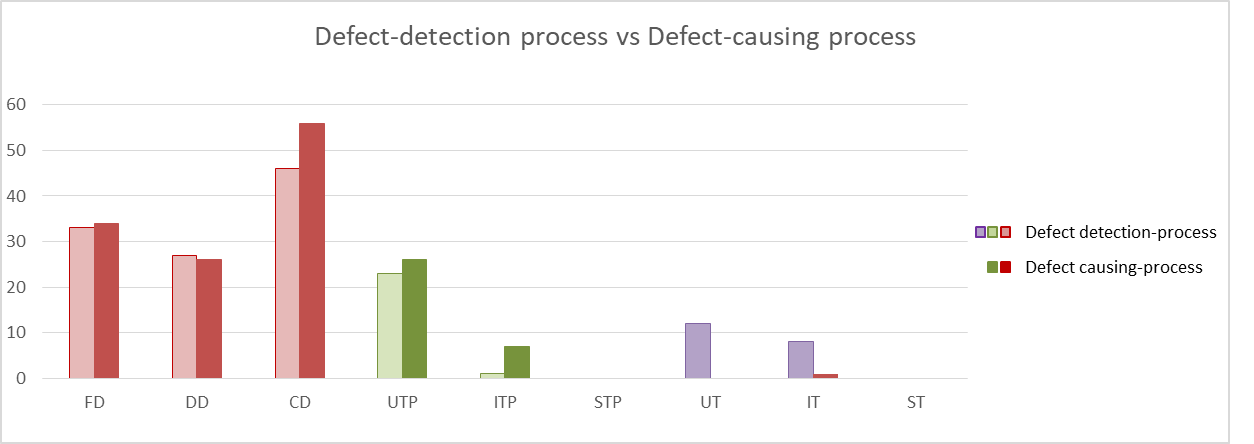 Defect-detection process vs Defect-causing process
60
50
40
30
20
10
0
FD DD CD UTP ITP STP UT IT ST
Defect detection-process
Defect causing-process